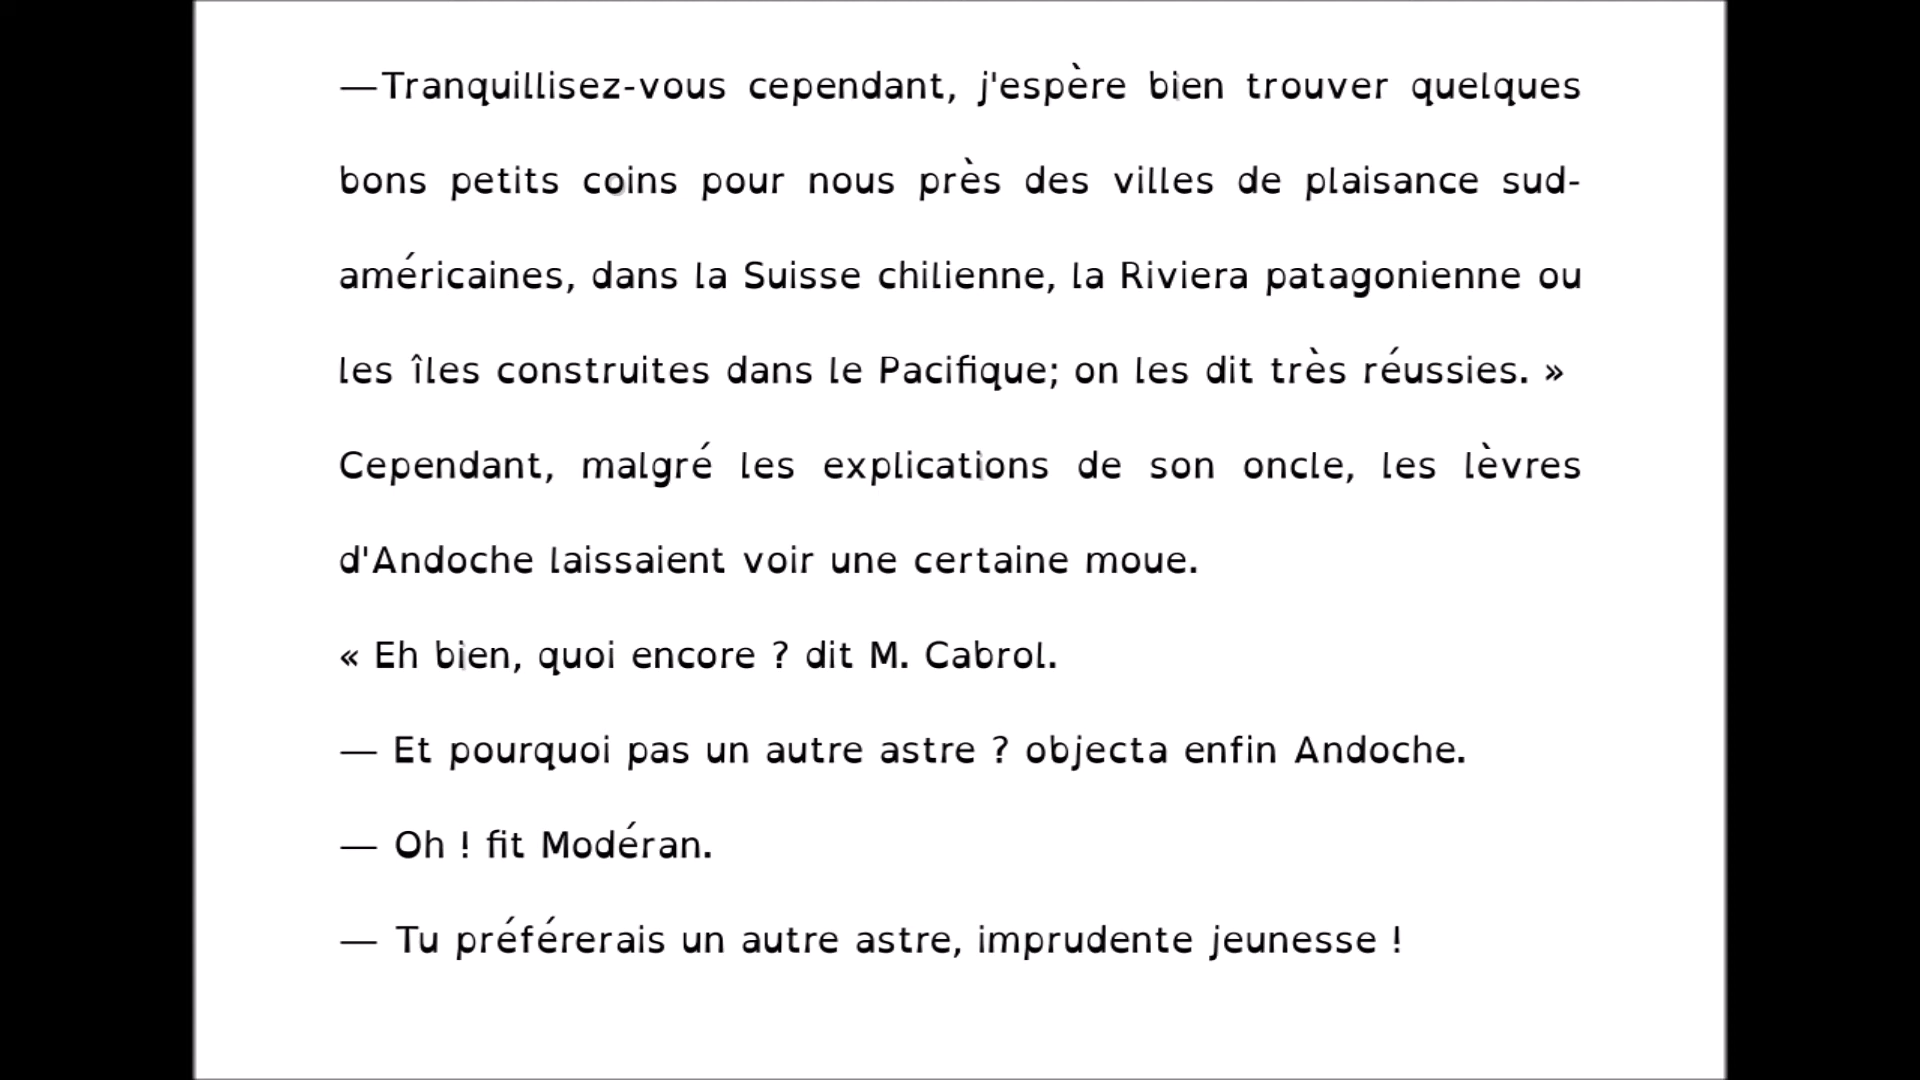 —Tranquillisez-vous cependant, j'espère bien trouver quelques
bons petits coins pour nous près des villes de plaisance sud-
américaines, dans la Suisse chilienne, la Riviera patagonienne ou
les îles construites dans le Pacifique; on les dit très réussies. »
Cependant, malgré les explications de son oncle, les lèvres
d'Andoche laissaient voir une certaine moue.
« Eh bien, quoi encore ? dit M. Cabrol.
— Et pourquoi pas un autre astre ? objecta enfin Andoche.
— Oh ! fit Modéran.
— Tu préférerais un autre astre, imprudente jeunesse !